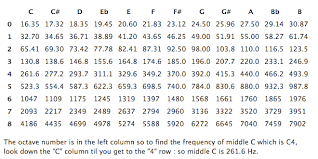 C C# D Eb E F F# G G# A Bb B
0 16.35 17.32 18.35 19.45 20.60 21.83 23.12 24.50 25.96 27.50 29.14 30.87
1 32.70 34.65 36.71 38.89 41.20 43.65 46.25 49.00 51.91 55.00 58.27 61.74
2 65.41 69.30 73.42 77.78 82.41 87.31 92.50 98.00 103.8 110.0 116.5 123.5
3 130.8 138.6 146.8 155.6 164.8 174.6 185.0 196.0 207.7 220.0 233.1 246.9
4 261.6 277.2 293.7 311.1 329.6 349.2 370.0 392.0 415.3 440.0 466.2 493.9
5 523.3 554.4 587.3 622.3 659.3 698.5 740.0 784.0 830.6 880.0 932.3 987.8
6 1047 1109 1175 1245 1319 1397 1480 1568 1661 1760 1865 1976
7 2093 2217 2349 2489 2637 2794 2960 3136 3322 3520 3729 3951
8 4186 4435 4699 4978 5274 5588 5920 6272 6645 7040 7459 7902
The octave number is in the left column so to find the frequency of middle C which is C4,
look down the "C" column til you get to the "4" row : so middle C is 261.6 Hz.